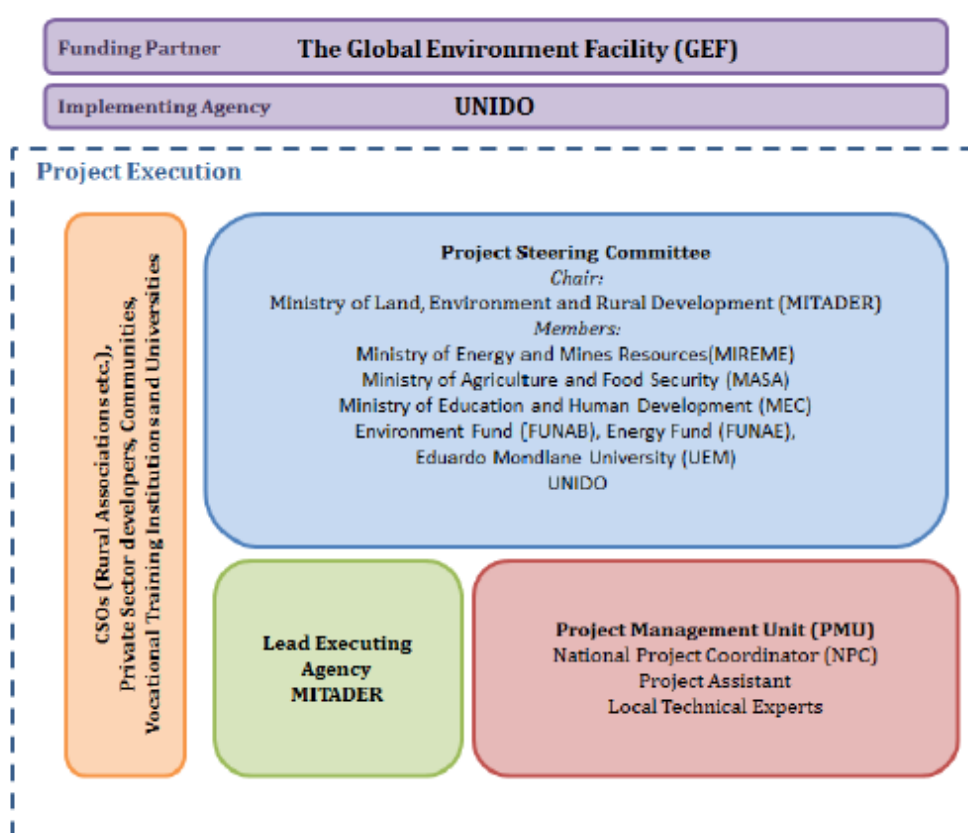 Funding Partner The Global Environment Facility (GEF)
Implementing Agency UNIDO
Project Execution
CSOs (Rural Associations etc.),
Private Sector developers, Communities,
Vocational Training Institutions and Universities
Project Steering Committee
Chair:
Ministry of Land, Environment and Rural Development (MITADER)
Members:
Ministry of Energy and Mines Resources(MIREME)
Ministry of Agriculture and Food Security (MASA)
Ministry of Education and Human Development (MEC)
Environment Fund (FUNAB), Energy Fund (FUNAE),
Eduardo Mondlane University (UEM)
UNIDO
Lead Executing
Agency
MITADER
Project Management Unit (PMU)
National Project Coordinator (NPC)
Project Assistant
Local Technical Experts